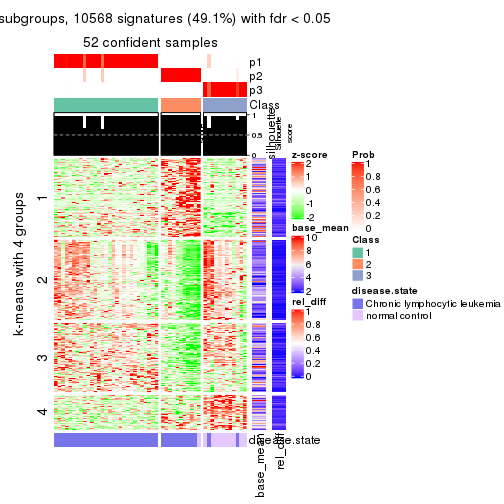 subgroups, 10568 signatures (49.1%) with fdr < 0.05
52 confident samples
p1
p2
p3
Class
silhouette
1
0.5
0
Silhouette
score
k-means with 4 groups
1
2
3
4
disease.state
base_mean
rel_diff
z-score
2
1
0
-1
-2
base_mean
10
8
6
4
2
rel_diff
1
0.8
0.6
0.4
0.2
0
Prob
1
0.8
0.6
0.4
0.2
0
Class
1
2
3
disease.state
Chronic lymphocytic leukemia
normal control